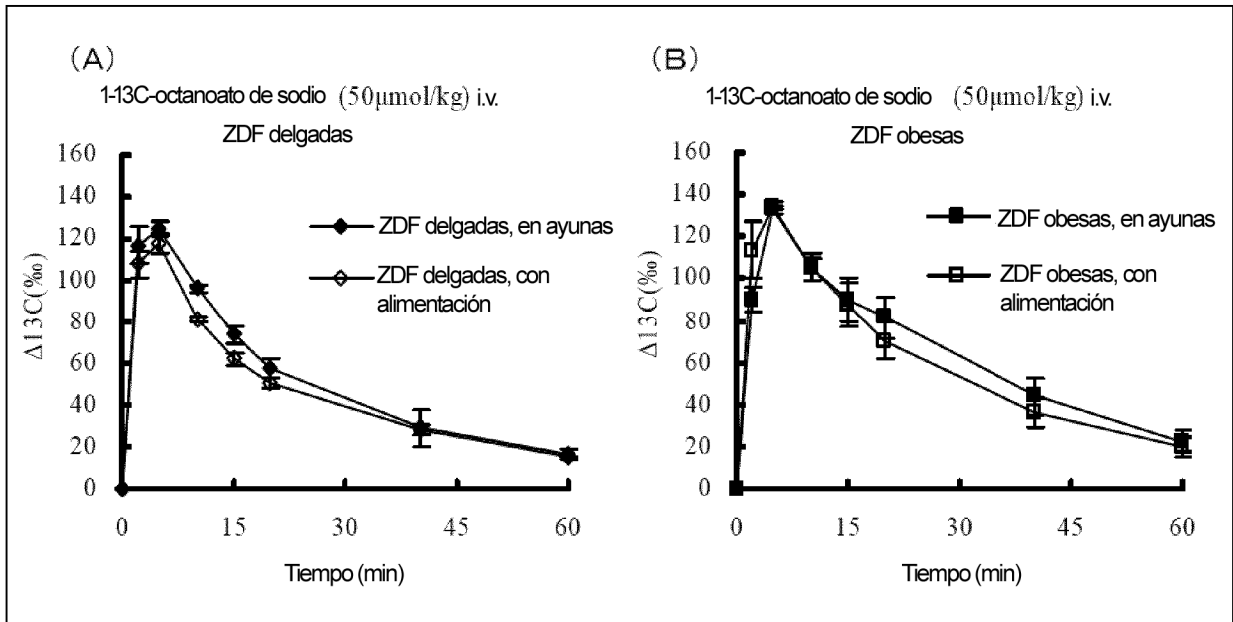 (A)
1-13C-octanoato de sodio (50μmol/kg) i.v.
ZDF delgadas
160
140
120
100
80
60
40
20
0
Δ13C(‰)
ZDF delgadas, en ayunas
ZDF delgadas, con
alimentación
0 15 30 45 60
Tiempo (min)
(B)
1-13C-octanoato de sodio (50μmol/kg) i.v.
ZDF obesas
160
140
120
100
80
60
40
20
0
Δ13C(‰)
ZDF obesas, en ayunas
ZDF obesas, con
alimentación
0 15 30 45 60
Tiempo (min)